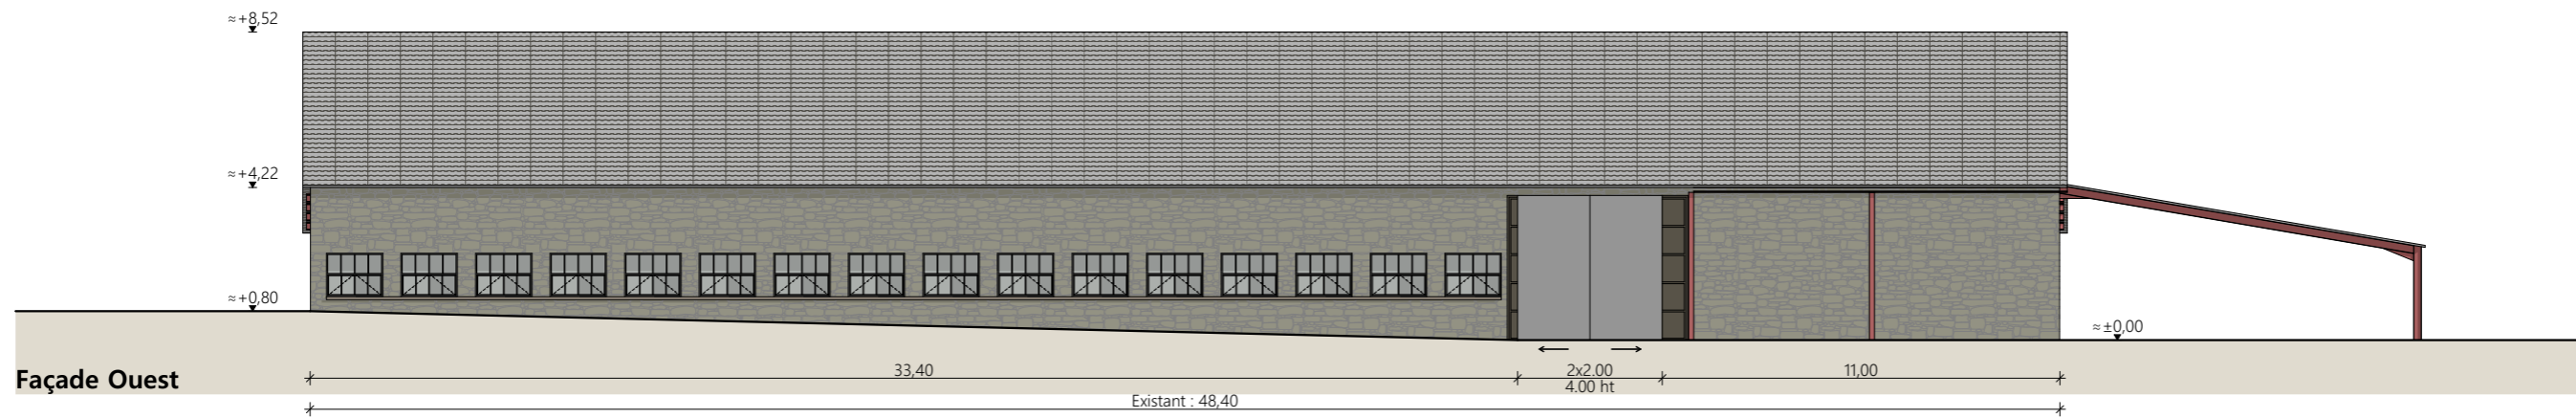 ≈+8,52
≈+4,22
≈+0,80
≈±0,00
Façade Ouest
33,40
2x2.00
4.00 ht
11,00
Existant : 48,40